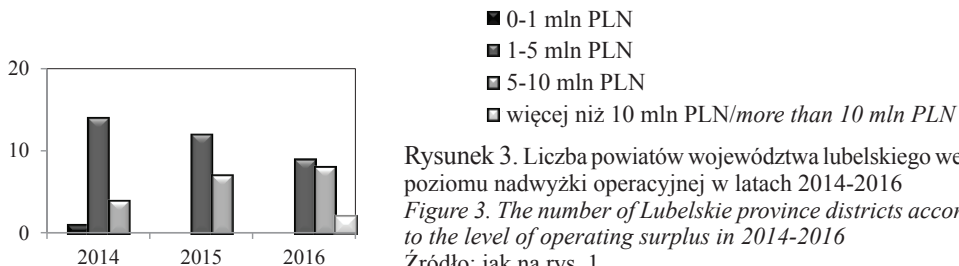 0-1 mln PLN
1-5 mln PLN
5-10 mln PLN
więcej niż 10 mln PLN/more than 10 mln PLN
20
10
0
2014 2015 2016
Rysunek 3. Liczba powiatów województwa lubelskiego
poziomu nadwyżki operacyjnej w latach 2014-2016
Figure 3. The number of Lubelskie province districts
to the level of operating surplus in 2014-2016
Źródło: jak na rys. 1